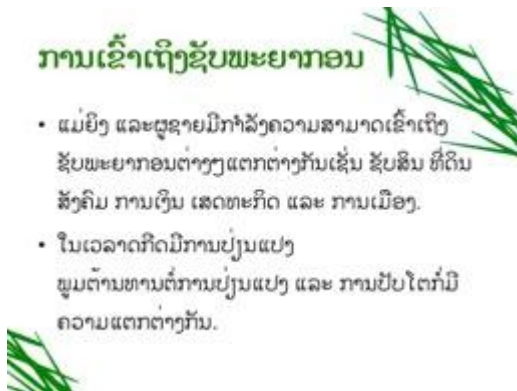 ການເຂົ້າເຖິງຊັບພະຍາກອນ
• ແມ່ຍິງ ແລະຜູຊາຍມີກຳລັງຄວາມສາມາດເຂົ້າເຖິງ
ຊັບພະຍາກອນຕ່າງໆແຕກຕ່າງກັນເຊັ່ນ ຊັບສິນ ທີ່ດິນ
ສັງຄົມ ການເງິນ ເສດທະກິດ ແລະ ການເມືອງ.
• ໃນເວລາດກີດມີການປ່ຽນແປງ
ພູມຕ້ານທານຕໍ່ການປ່ຽນແປງ ແລະ ການປັບໂຕກໍ່ມີ
ຄວາມແຕກຕ່າງກັນ.